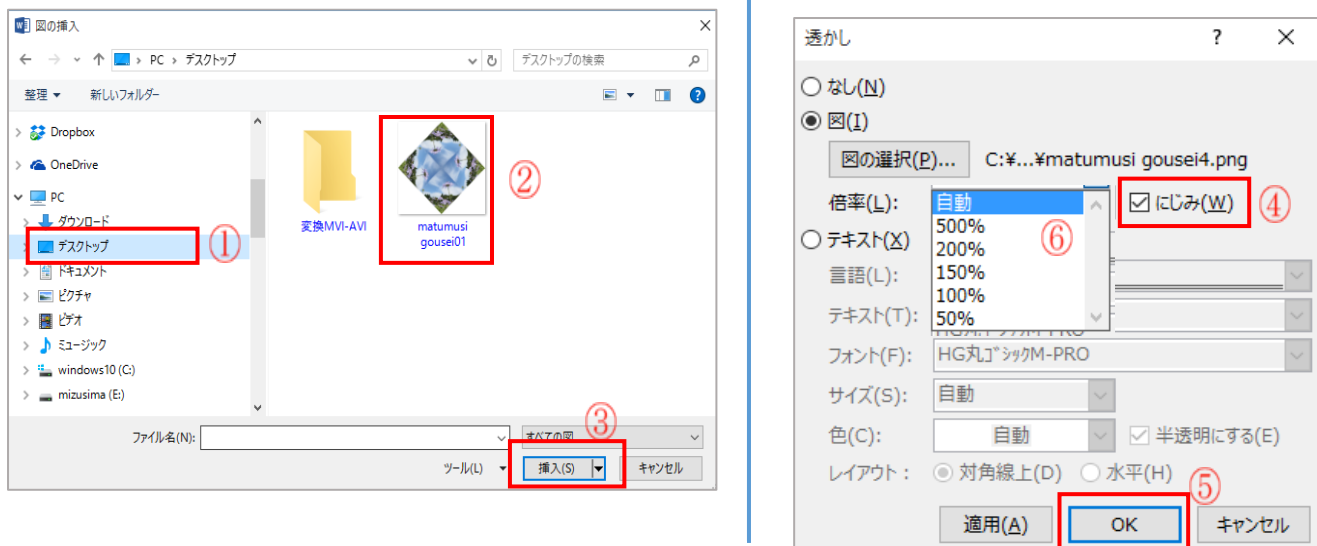 図の挿入
PC › デスクトップ
デスクトップの検索
整理
新しいフォルダー
Dropbox
OneDrive
PC
ダウンロード
デスクトップ
①
ドキュメント
ピクチャ
ビデオ
ミュージック
windows10 (C:)
mizusima (E:)
変換MVI-AVI
matumusi
gousei01
②
ファイル名(N):
すべての図
③
ツール(L)
挿入(S)
キャンセル
透かし
なし(N)
図(I)
図の選択(P)... C:¥...¥matumusi gousei4.png
倍率(L): 自動
にじみ(W)
④
500%
⑥
200%
150%
100%
50%
テキスト(X)
言語(L):
テキスト(T):
フォント(F): HG丸ゴシックM-PRO
サイズ(S): 自動
色(C): 自動 半透明にする(E)
レイアウト: 対角線上(D) 水平(H)
⑤
適用(A) OK キャンセル